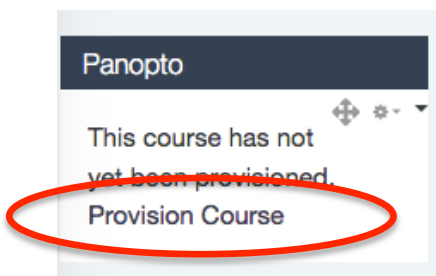 Panopto
This course has not
yet been provisioned.
Provision Course